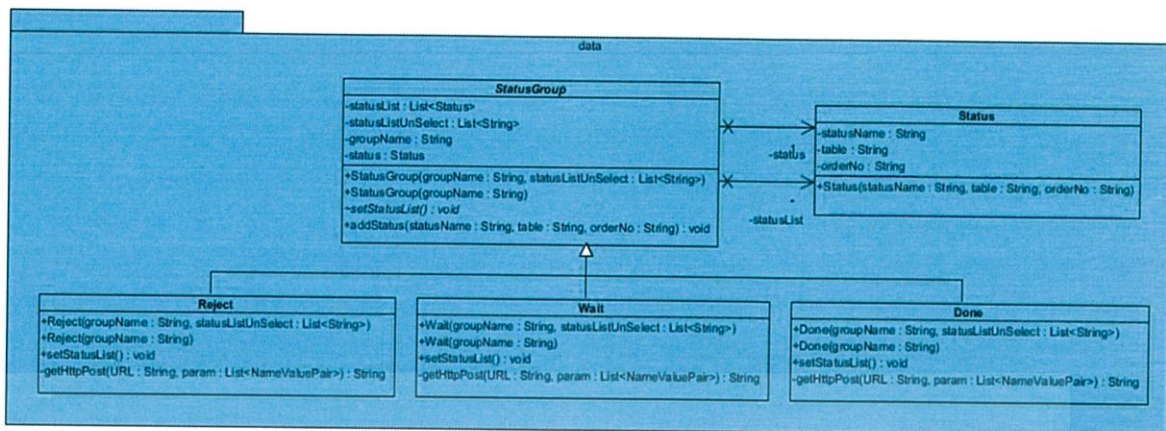 data
StatusGroup
-statusList : List<Status>
-statusListUnSelect : List<String>
-groupName : String
-status : Status
+StatusGroup(groupName : String, statusListUnSelect : List<String>)
+StatusGroup(groupName : String)
~setStatusList() : void
+addStatus(statusName : String, table : String, orderNo : String) : void
-status
1
-statusList
*
Status
-statusName : String
-table : String
-orderNo : String
+Status(statusName : String, table : String, orderNo : String)
Reject
+Reject(groupName : String, statusListUnSelect : List<String>)
+Reject(groupName : String)
+setStatusList() : void
-getHttpPost(URL : String, param : List<NameValuePair>) : String
Wait
+Wait(groupName : String, statusListUnSelect : List<String>)
+Wait(groupName : String)
+setStatusList() : void
-getHttpPost(URL : String, param : List<NameValuePair>) : String
Done
+Done(groupName : String, statusListUnSelect : List<String>)
+Done(groupName : String)
+setStatusList() : void
-getHttpPost(URL : String, param : List<NameValuePair>) : String